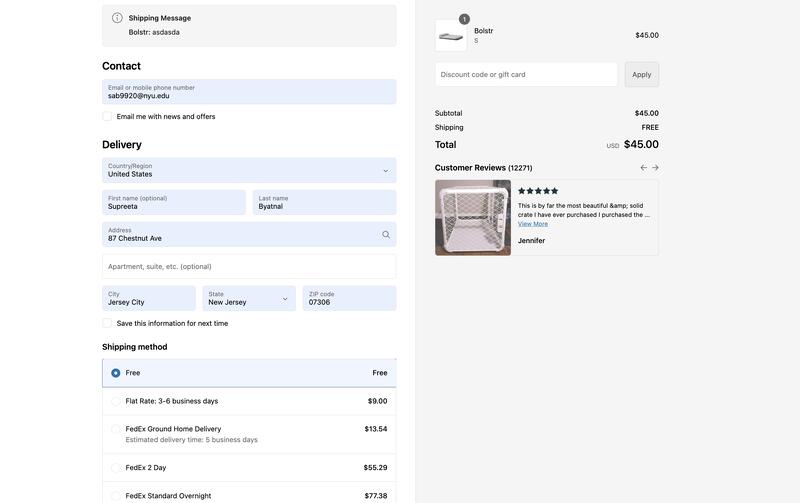 Shipping Message
Bolstr: asdasda
Contact
Email or mobile phone number
sab9920@nyu.edu
Email me with news and offers
Delivery
Country/Region
United States
First name (optional)
Supreeta
Last name
Byatnal
Address
87 Chestnut Ave
Apartment, suite, etc. (optional)
City
Jersey City
State
New Jersey
ZIP code
07306
Save this information for next time
Shipping method
Free Free
Flat Rate: 3-6 business days $9.00
FedEx Ground Home Delivery $13.54
Estimated delivery time: 5 business days
FedEx 2 Day $55.29
FedEx Standard Overnight $77.38
1
Bolstr
S
$45.00
Discount code or gift card
Apply
Subtotal $45.00
Shipping FREE
Total USD $45.00
Customer Reviews (12271)
This is by far the most beautiful &amp; solid
crate I have ever purchased I purchased the ...
View More
Jennifer